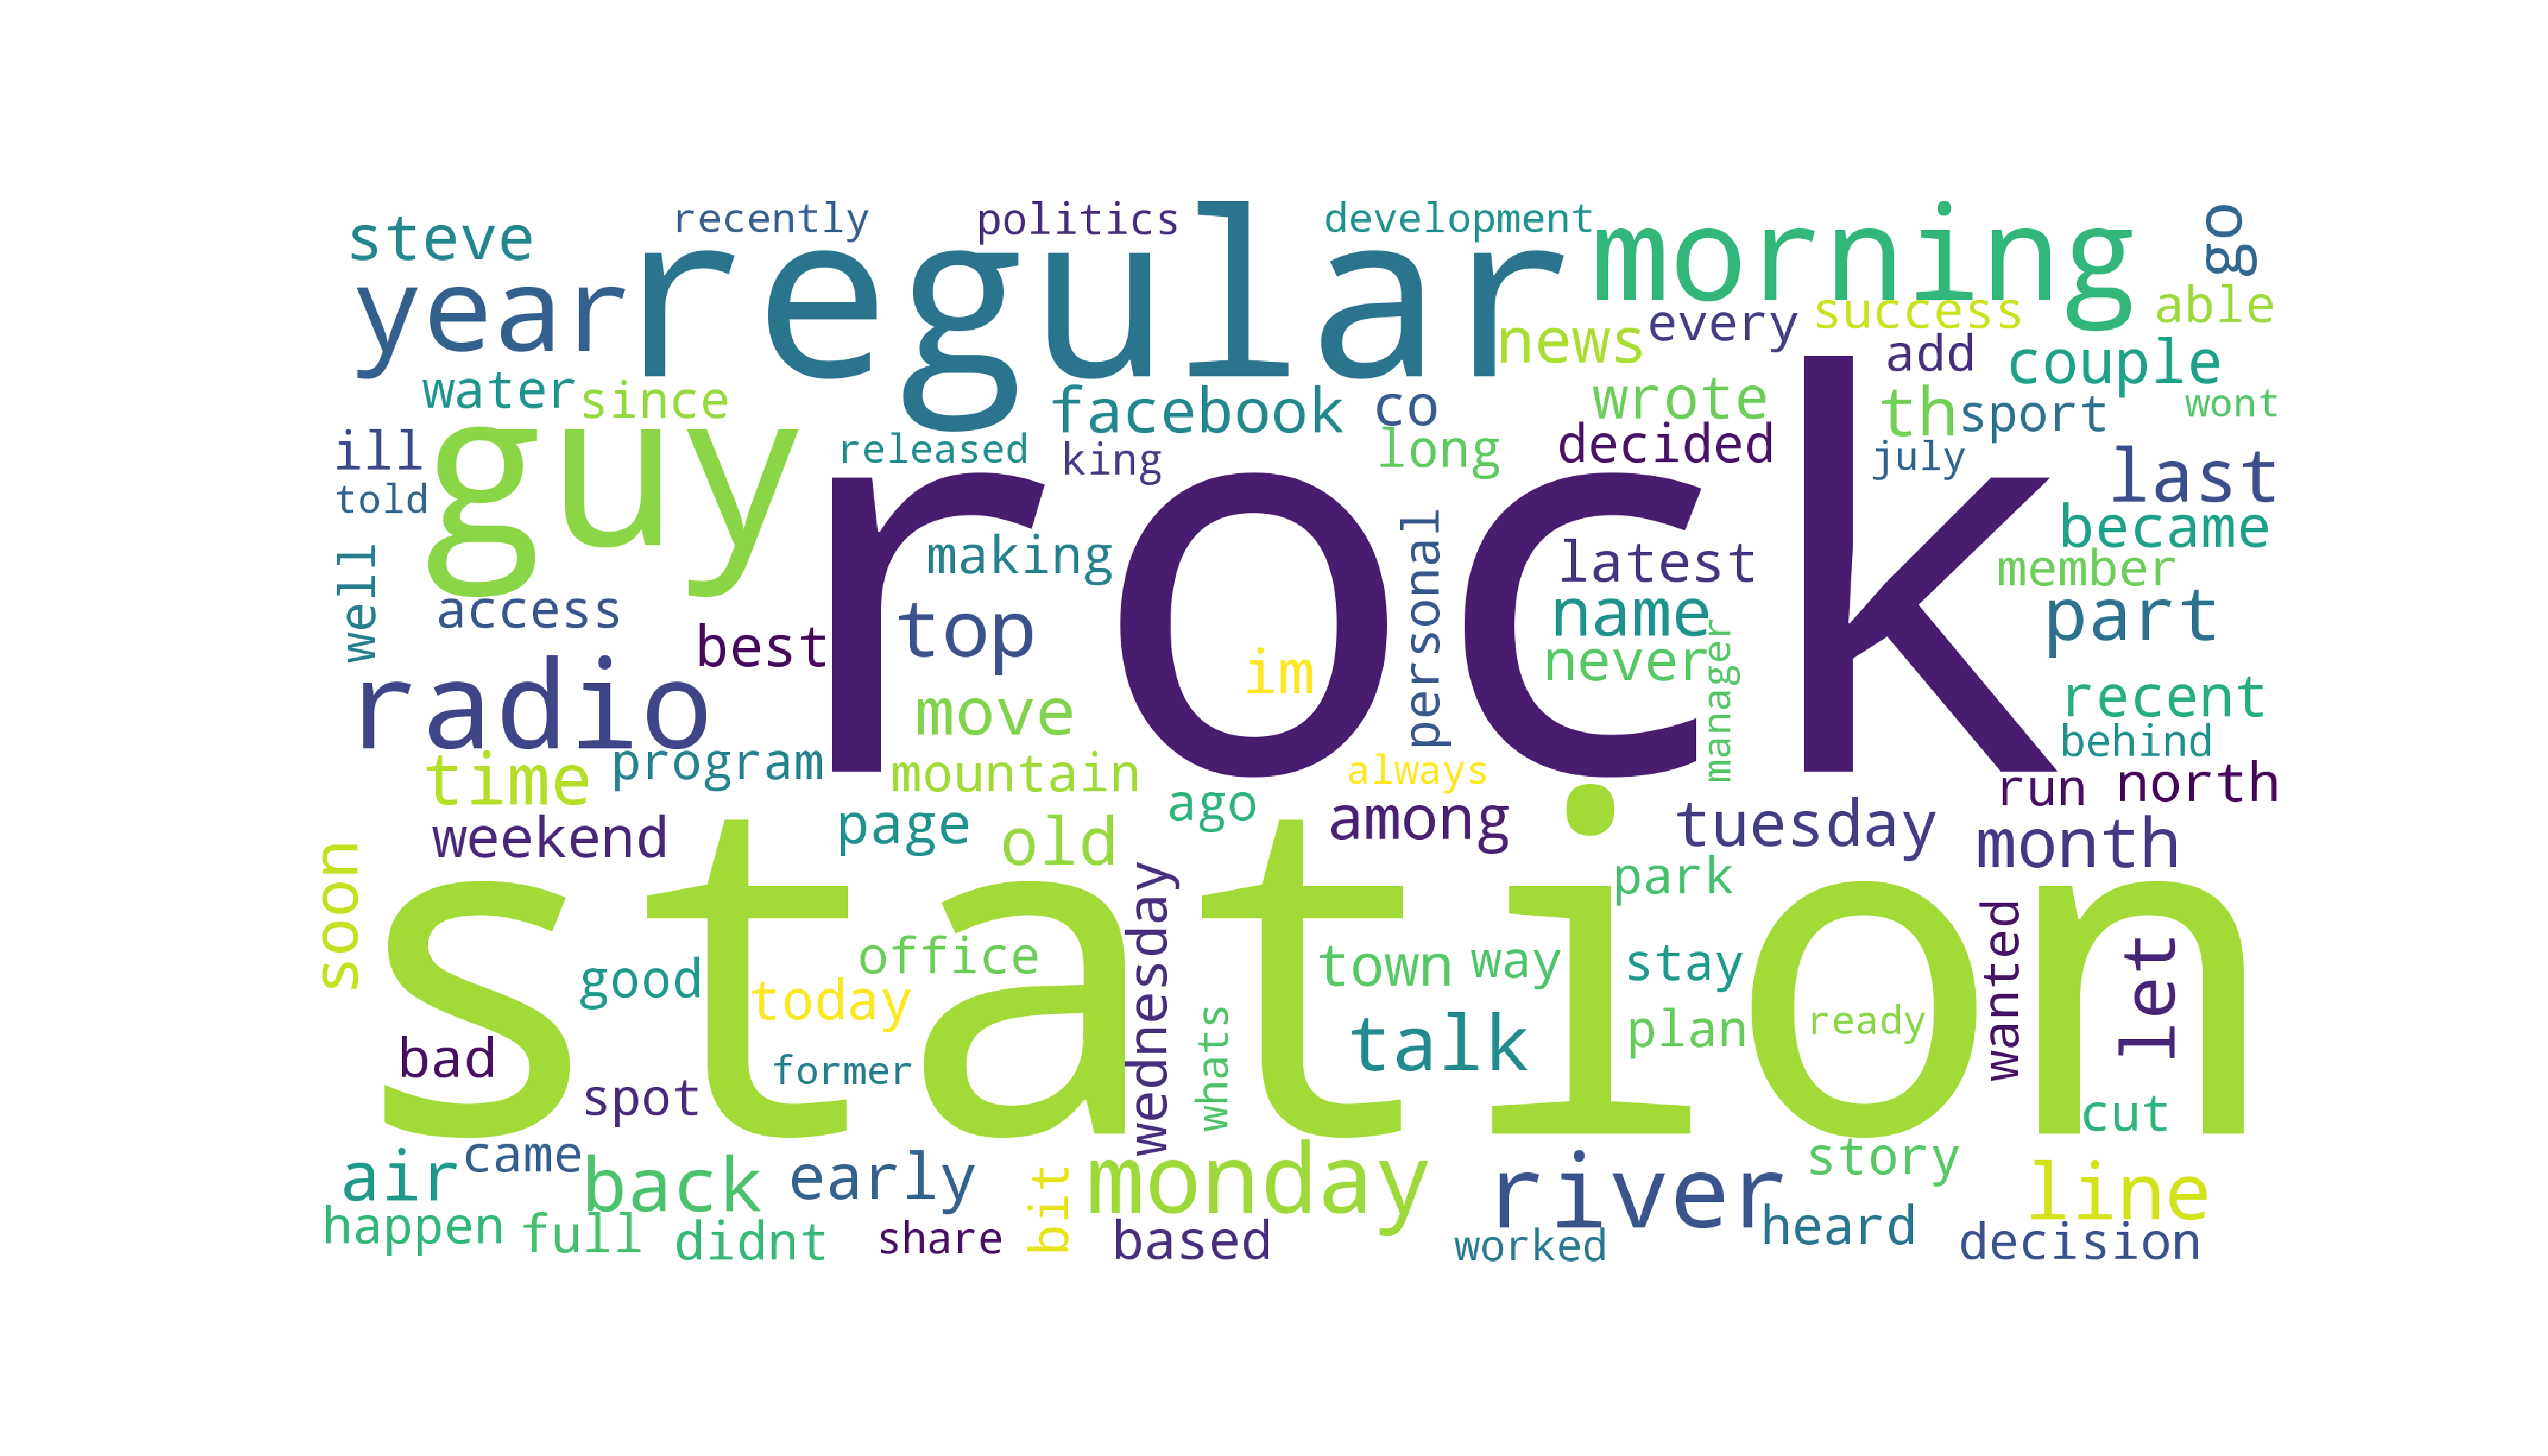 steve
recently
politics
development
go
year
regular
morning
able
news
every
success
add
couple
water
since
facebook
co
wrote
th
sport
wont
ill
guy
released
king
long
decided
july
last
told
rock
became
well
making
personal
latest
member
access
best
top
name
part
im
never
manager
radio
move
recent
behind
time
program
mountain
always
run
north
weekend
page
old
ago
among
tuesday
month
soon
station
park
wednesday
wanted
let
good
office
town
way
stay
today
talk
plan
ready
bad
former
whats
spot
cut
air
came
back
early
monday
river
story
line
happen
full
didnt
share
bit
based
worked
heard
decision